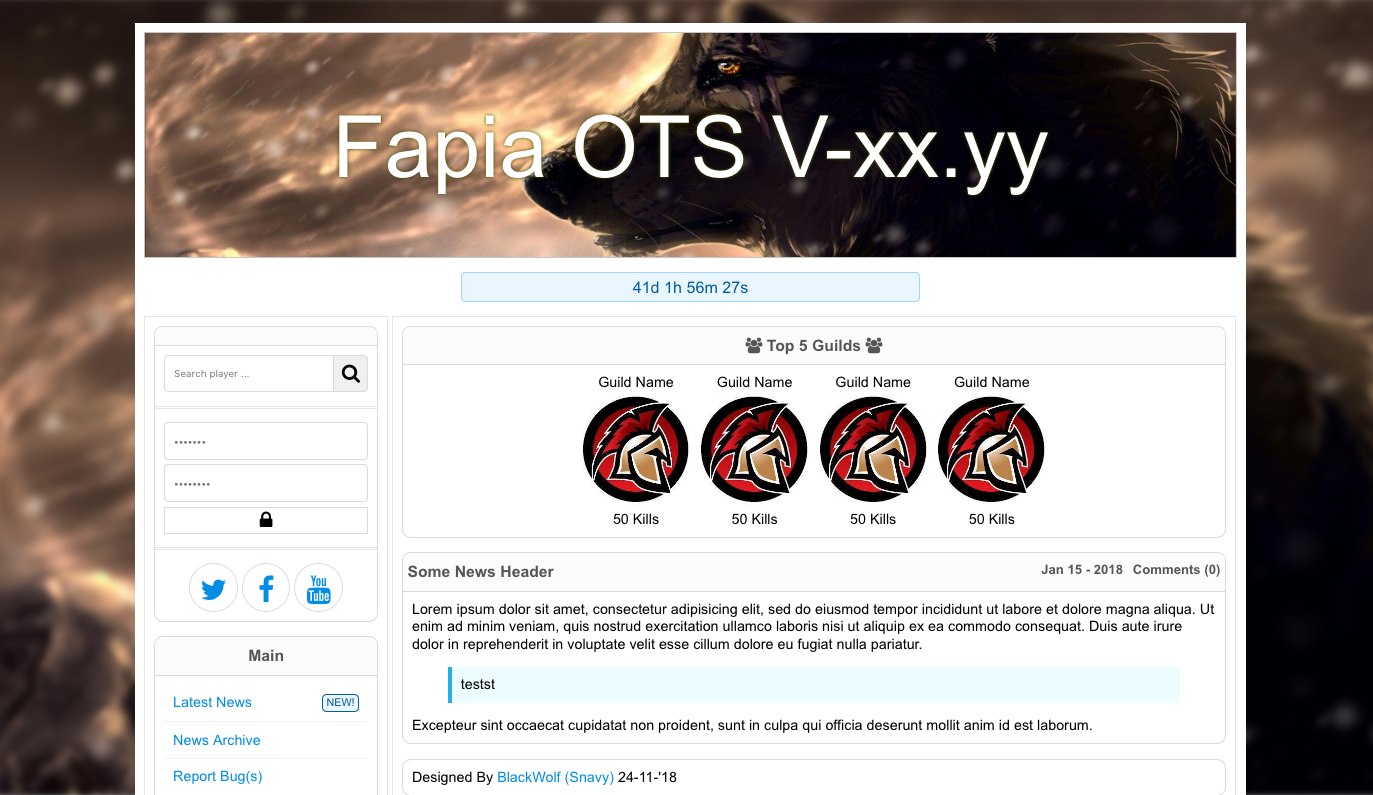 Fapia OTS V-xx.yy
41d 1h 56m 27s
Search player ...
You
Tube
Main
Latest News NEW!
News Archive
Report Bug(s)
Top 5 Guilds
Guild Name Guild Name Guild Name Guild Name
50 Kills 50 Kills 50 Kills 50 Kills
Some News Header Jan 15 - 2018 Comments (0)
Lorem ipsum dolor sit amet, consectetur adipisicing elit, sed do eiusmod tempor incididunt ut labore et dolore magna aliqua. Ut
enim ad minim veniam, quis nostrud exercitation ullamco laboris nisi ut aliquip ex ea commodo consequat. Duis aute irure
dolor in reprehenderit in voluptate velit esse cillum dolore eu fugiat nulla pariatur.
testst
Excepteur sint occaecat cupidatat non proident, sunt in culpa qui officia deserunt mollit anim id est laborum.
Designed By BlackWolf (Snavy) 24-11-'18